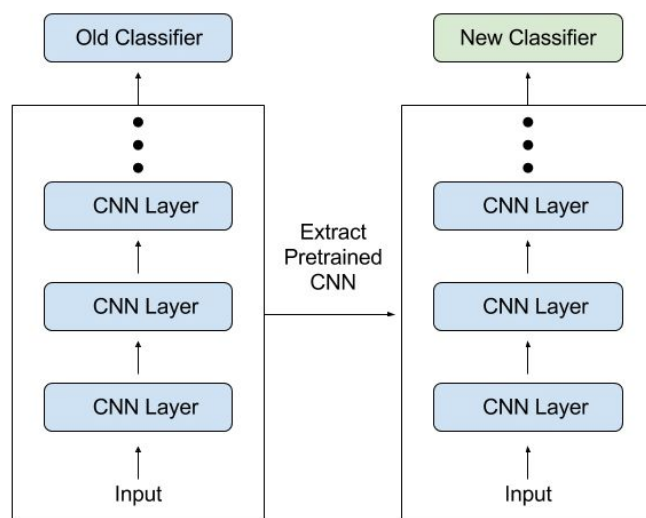 Old Classifier
CNN Layer
CNN Layer
CNN Layer
Input
Extract
Pretrained
CNN
New Classifier
CNN Layer
CNN Layer
CNN Layer
Input